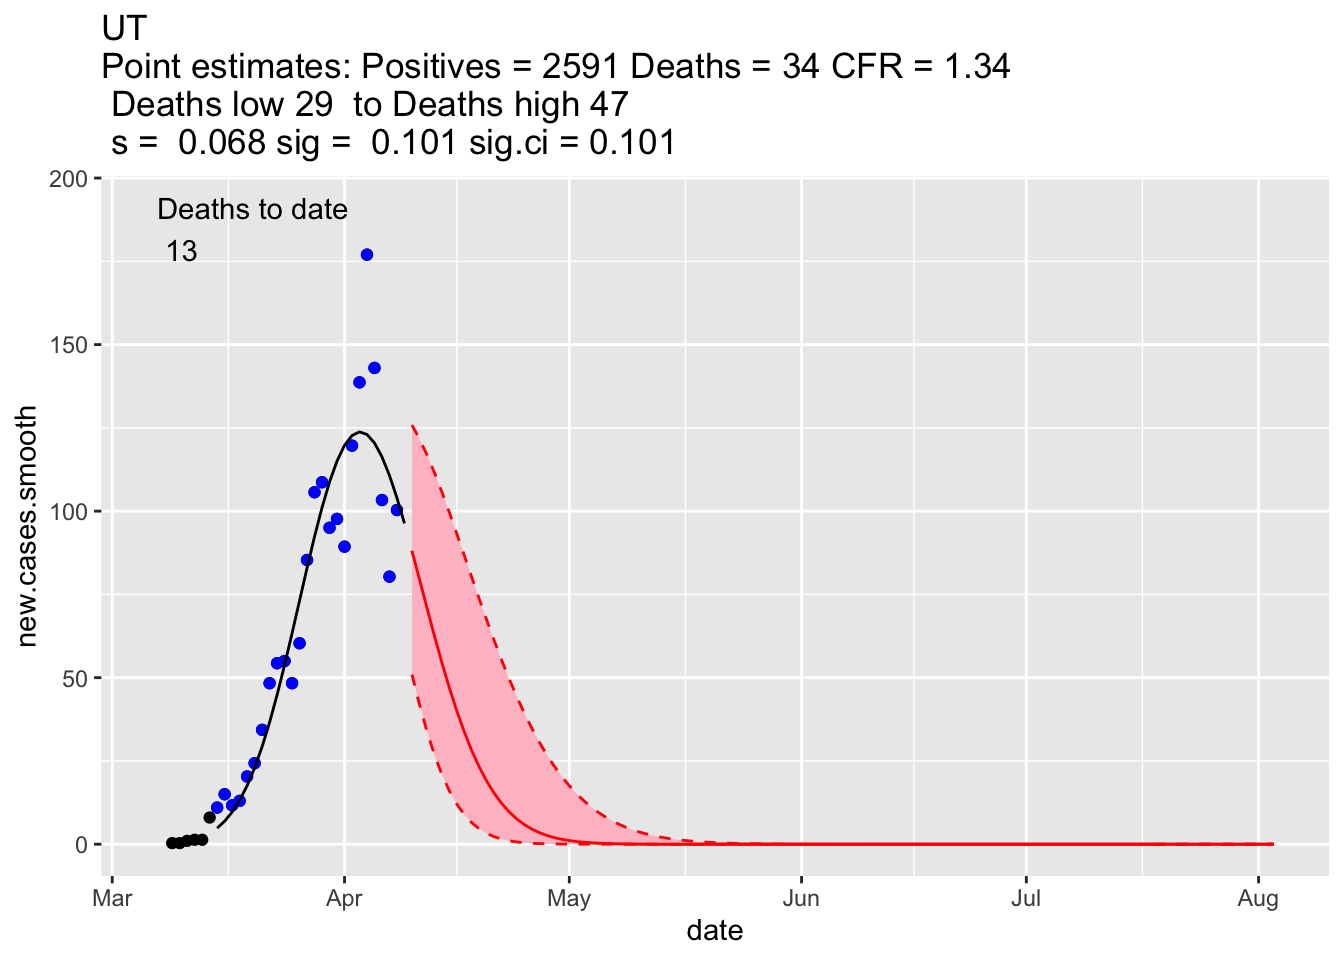 UT
Point estimates: Positives = 2591 Deaths = 34 CFR = 1.34
Deaths low 29  to Deaths high 47
s =  0.068 sig =  0.101 sig.ci = 0.101
200
Deaths to date
13
150
100
50
0
new.cases.smooth
Mar Apr May Jun Jul Aug
date